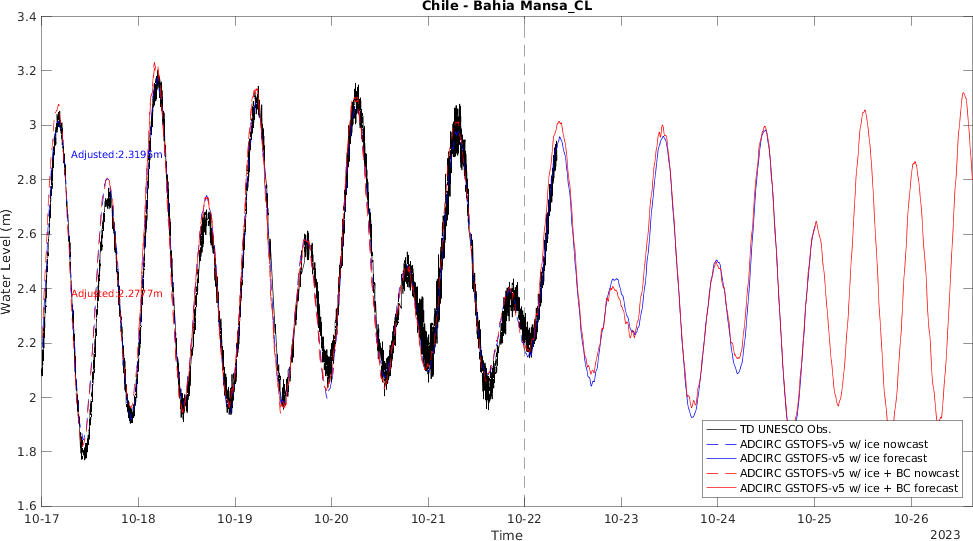 Chile - Bahia Mansa_CL
3.4
3.2
3
2.8
2.6
2.4
2.2
2
1.8
1.6
Water Level (m)
Adjusted:2.3195m
Adjusted:2.2777m
TD UNESCO Obs.
ADCIRC GSTOFS-v5 w/ ice nowcast
ADCIRC GSTOFS-v5 w/ ice forecast
ADCIRC GSTOFS-v5 w/ ice + BC nowcast
ADCIRC GSTOFS-v5 w/ ice + BC forecast
10-17 10-18 10-19 10-20 10-21 10-22 10-23 10-24 10-25 10-26
Time
2023